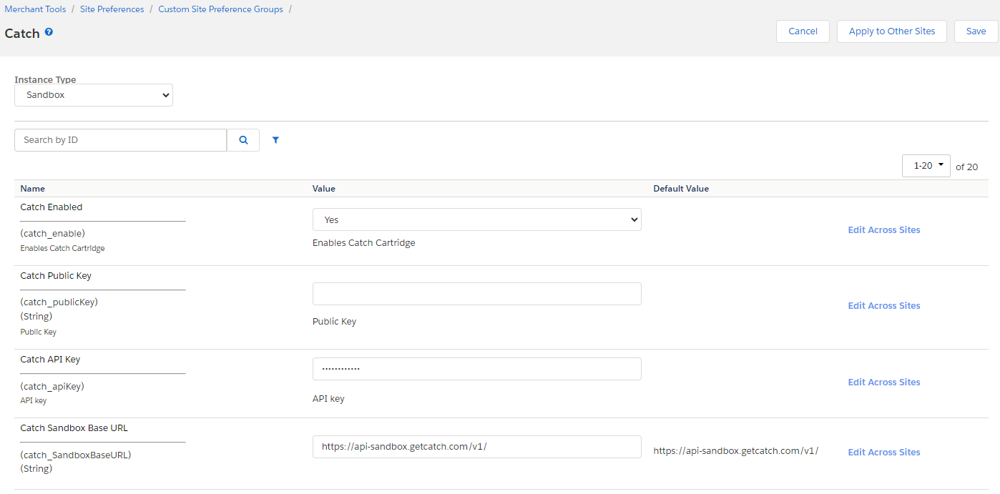 Merchant Tools / Site Preferences / Custom Site Preference Groups /
Catch ?
Cancel
Apply to Other Sites
Save
Instance Type
Sandbox
Search by ID
1-20 of 20
Name Value Default Value
Catch Enabled
Yes
(catch_enable)
Enables Catch Cartridge
Enables Catch Cartridge
Edit Across Sites
Catch Public Key
(catch_publicKey)
(String)
Public Key
Public Key
Edit Across Sites
Catch API Key
••••••••••••
(catch_apiKey)
API key
API key
Edit Across Sites
Catch Sandbox Base URL
(catch_SandboxBaseURL)
(String)
https://api-sandbox.getcatch.com/v1/
https://api-sandbox.getcatch.com/v1/
Edit Across Sites